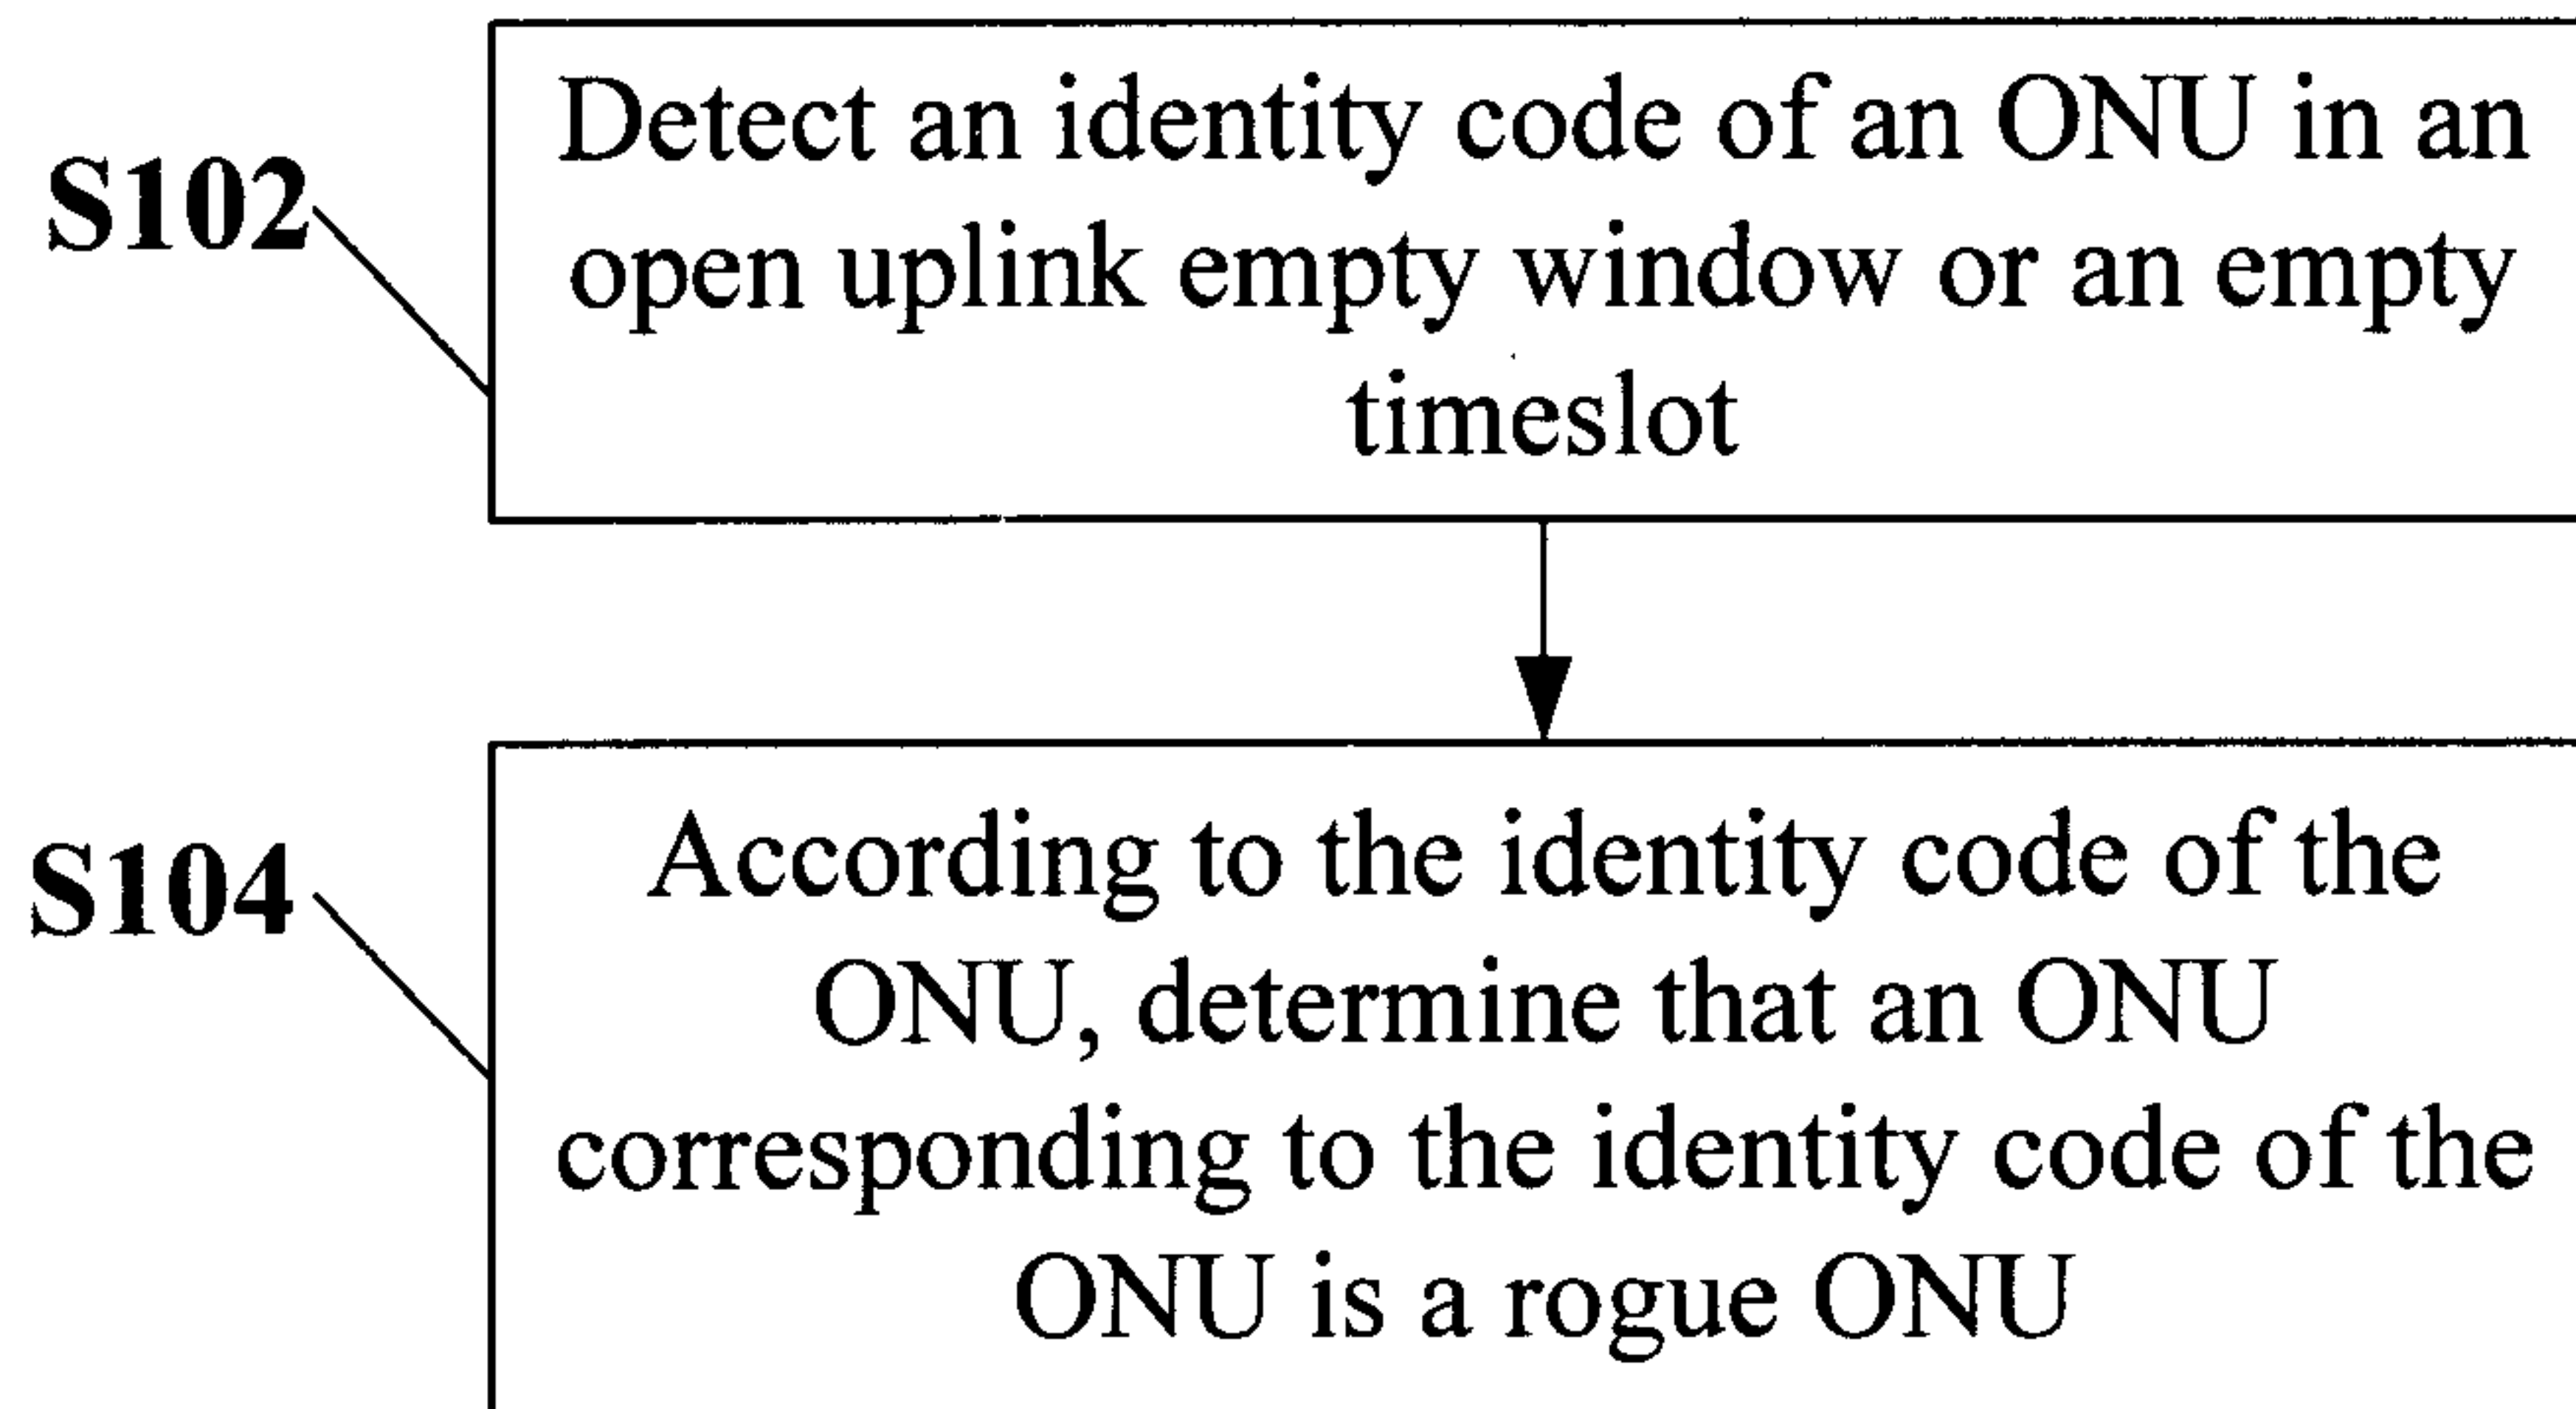 S102
Detect an identity code of an ONU in an
open uplink empty window or an empty
timeslot
S104
According to the identity code of the
ONU, determine that an ONU
corresponding to the identity code of the
ONU is a rogue ONU